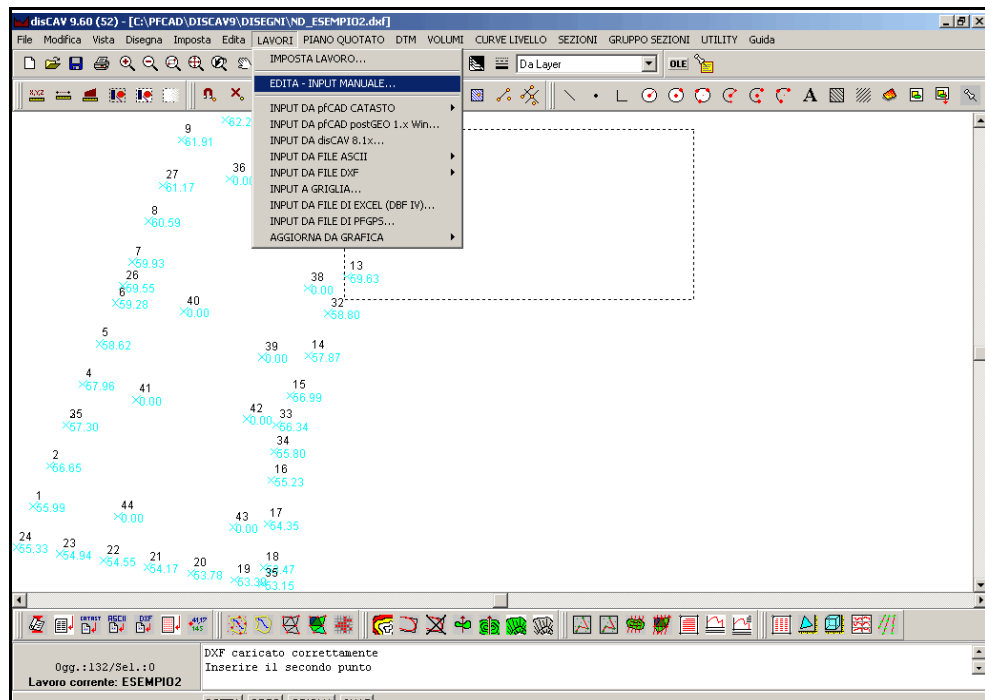 disCAV 9.60 (52) - [C:\PFCAD\DISCAV9\DISEGNI\ND_ESEMPIO2.dxf]
File Modifica Vista Disegna Imposta Edita LAVORI PIANO QUOTATO DTM VOLUMI CURVE LIVELLO SEZIONI GRUPPO SEZIONI UTILITY Guida
IMPOSTA LAVORO...
EDITA - INPUT MANUALE...
INPUT DA pfCAD CATASTO
INPUT DA pfCAD postGEO 1.x Win...
INPUT DA disCAV 8.1x...
INPUT DA FILE ASCII
INPUT DA FILE DXF
INPUT A GRIGLIA...
INPUT DA FILE DI EXCEL (DBF IV)...
INPUT DA FILE DI PFGPS...
AGGIORNA DA GRAFICA
Da Layer
OLE
X,Y,Z
A
9
61.91
62.2
27
61.17
36
0.00
8
60.59
7
59.93
26
59.55
6
59.28
40
0.00
38
0.00
13
59.63
32
58.80
5
58.62
39
0.00
14
57.87
4
57.96
41
0.00
15
56.99
57.30
42
0.00
33
56.34
34
55.80
2
56.65
16
55.23
1
55.99
44
0.00
43
0.00
17
54.35
24
55.33
23
54.94
22
54.55
21
54.17
20
53.78
19
18
35
53.15
CATAST
ASCII
DXF
DXF caricato correttamente
Inserire il secondo punto
Ogg.:132/Sel.:0
Lavoro corrente: ESEMPIO2